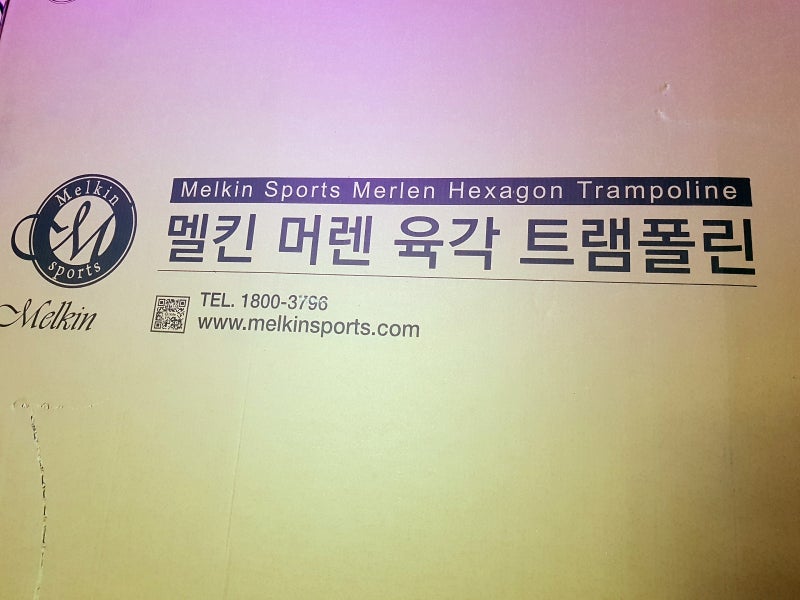 Melkin
M
sports
Melkin
Melkin Sports Merlen Hexagon Trampoline
멜킨 머렌 육각 트램폴린
TEL. 1800-3796
www.melkinsports.com